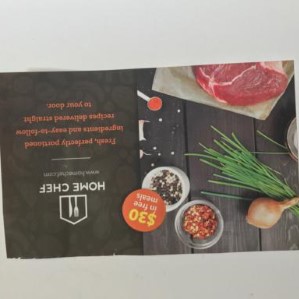 HOME CHEF
www.homechef.com
Fresh, perfectly portioned
ingredients and easy-to-follow
recipes delivered straight
to your door.
$30
in free
meals